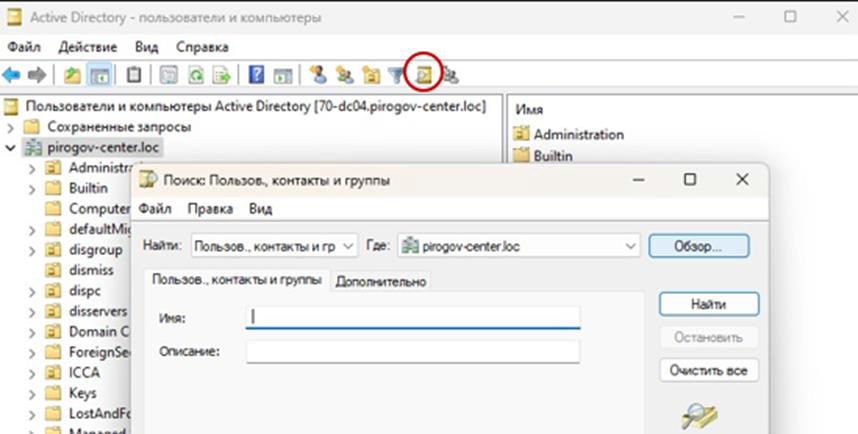 Active Directory - пользователи и компьютеры
Файл Действие Вид Справка
Пользователи и компьютеры Active Directory [70-dc04.pirogov-center.loc]
Сохраненные запросы
pirogov-center.loc
Administra
Builtin
Computer
defaultMig
disgroup
dismiss
dispc
disservers
Domain C
ForeignSe
ICCA
Keys
LostAndFo
Managed
Имя
Administration
Builtin
Поиск: Пользов., контакты и группы
Файл Правка Вид
Найти: Пользов., контакты и гр Где: pirogov-center.loc Обзор...
Пользов., контакты и группы Дополнительно
Имя:
Описание:
Найти
Остановить
Очистить все